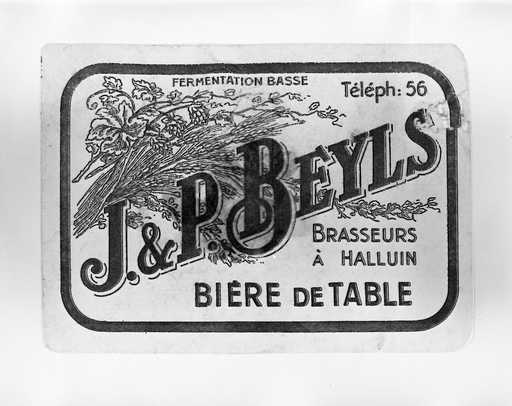 FERMENTATION BASSE
Téléph: 56
J. & P. BEYLS
BRASSEURS
À HALLUIN
BIÈRE DE TABLE